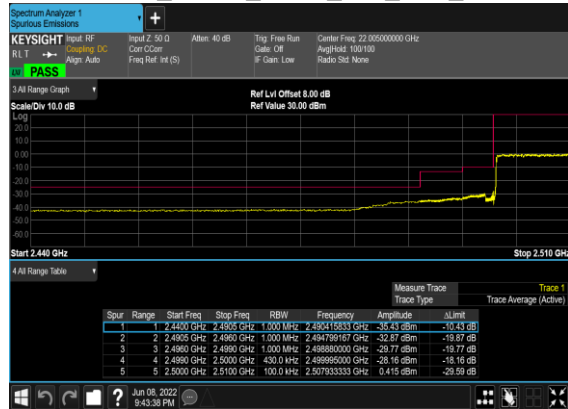 Spectrum Analyzer 1
Spurious Emissions
KEYSIGHT Input: RF Input Z: 50 Ω Atten: 40 dB Trig: Free Run Center Freq: 22.005000000 GHz
RLT Coupling: DC Corr CCorr Gate: Off Avg|Hold: 100/100
Align: Auto Freq Ref: Int (S) IF Gain: Low Radio Std: None
PASS
3 All Range Graph
Ref Lvl Offset 8.00 dB
Scale/Div 10.0 dB Ref Value 30.00 dBm
Log
20.0
10.0
0.00
-10.0
-20.0
-30.0
-40.0
-50.0
-60.0
Start 2.440 GHz Stop 2.510 GHz
4 All Range Table
Measure Trace Trace 1
Trace Type Trace Average (Active)
Spur Range Start Freq Stop Freq RBW Frequency Amplitude ΔLimit
1 1 2.4400 GHz 2.4905 GHz 1.000 MHz 2.490415833 GHz -35.43 dBm -10.43 dB
2 2 2.4905 GHz 2.4960 GHz 1.000 MHz 2.494799167 GHz -32.87 dBm -19.87 dB
3 3 2.4960 GHz 2.4990 GHz 1.000 MHz 2.498880000 GHz -29.77 dBm -19.77 dB
4 4 2.4990 GHz 2.5000 GHz 430.0 kHz 2.499995000 GHz -28.16 dBm -18.16 dB
5 5 2.5000 GHz 2.5100 GHz 100.0 kHz 2.507933333 GHz 0.415 dBm -29.59 dB
Jun 08, 2022
9:43:38 PM